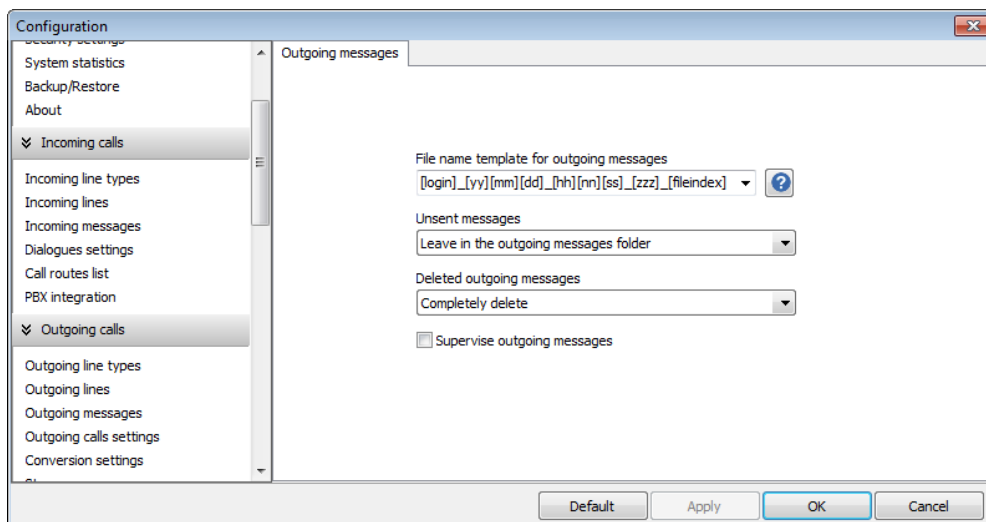 Configuration
Security settings
System statistics
Backup/Restore
About
Incoming calls
Incoming line types
Incoming lines
Incoming messages
Dialogues settings
Call routes list
PBX integration
Outgoing calls
Outgoing line types
Outgoing lines
Outgoing messages
Outgoing calls settings
Conversion settings
Outgoing messages
File name template for outgoing messages
[login]_[yy][mm][dd]_[hh][nn][ss]_[zzz]_[fileindex]
?
Unsent messages
Leave in the outgoing messages folder
Deleted outgoing messages
Completely delete
Supervise outgoing messages
Default
Apply
OK
Cancel